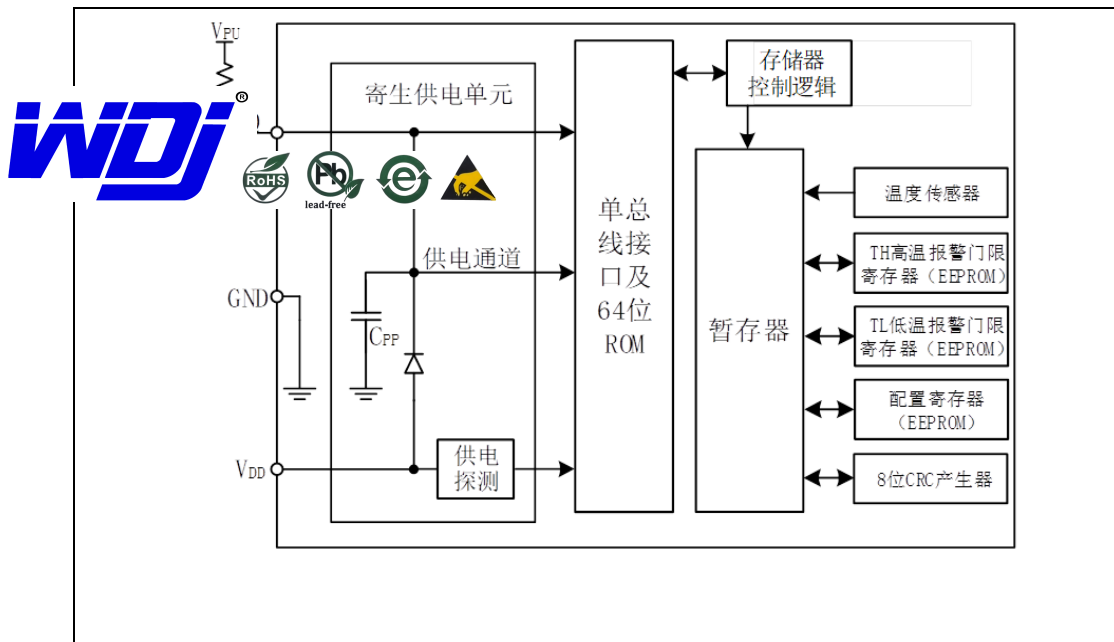 VPU
存储器
控制逻辑
寄生供电单元
WDJ®
RoHS
Pb
lead-free
e
温度传感器
单总
线接
口及
64位
ROM
TH高温报警门限
寄存器（EEPROM）
供电通道
GND
CPP
暂存器
TL低温报警门限
寄存器（EEPROM）
配置寄存器
（EEPROM）
VDD
供电
探测
8位CRC产生器